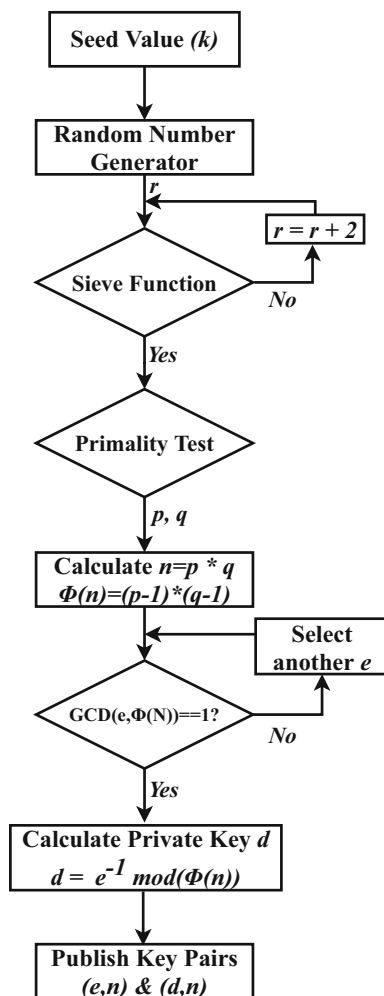 Seed Value (k)
Random Number
Generator
r
r = r + 2
Sieve Function
No
Yes
Primality Test
p, q
Calculate n=p * q
Φ(n)=(p-1)*(q-1)
Select
another e
GCD(e,Φ(N))==1?
No
Yes
Calculate Private Key d
d = e⁻¹ mod(Φ(n))
Publish Key Pairs
(e,n) & (d,n)